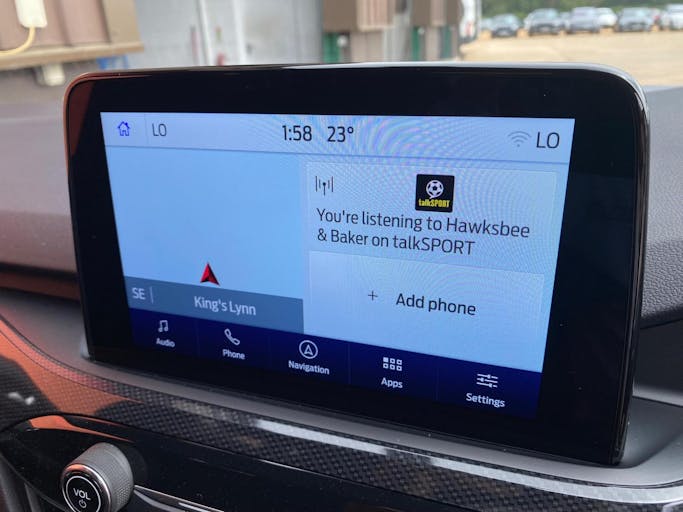 LO
1:58 23°
LO
talkSPORT
You're listening to Hawksbee
& Baker on talkSPORT
SE
King's Lynn
+ Add phone
Audio
Phone
Navigation
Apps
Settings
VOL